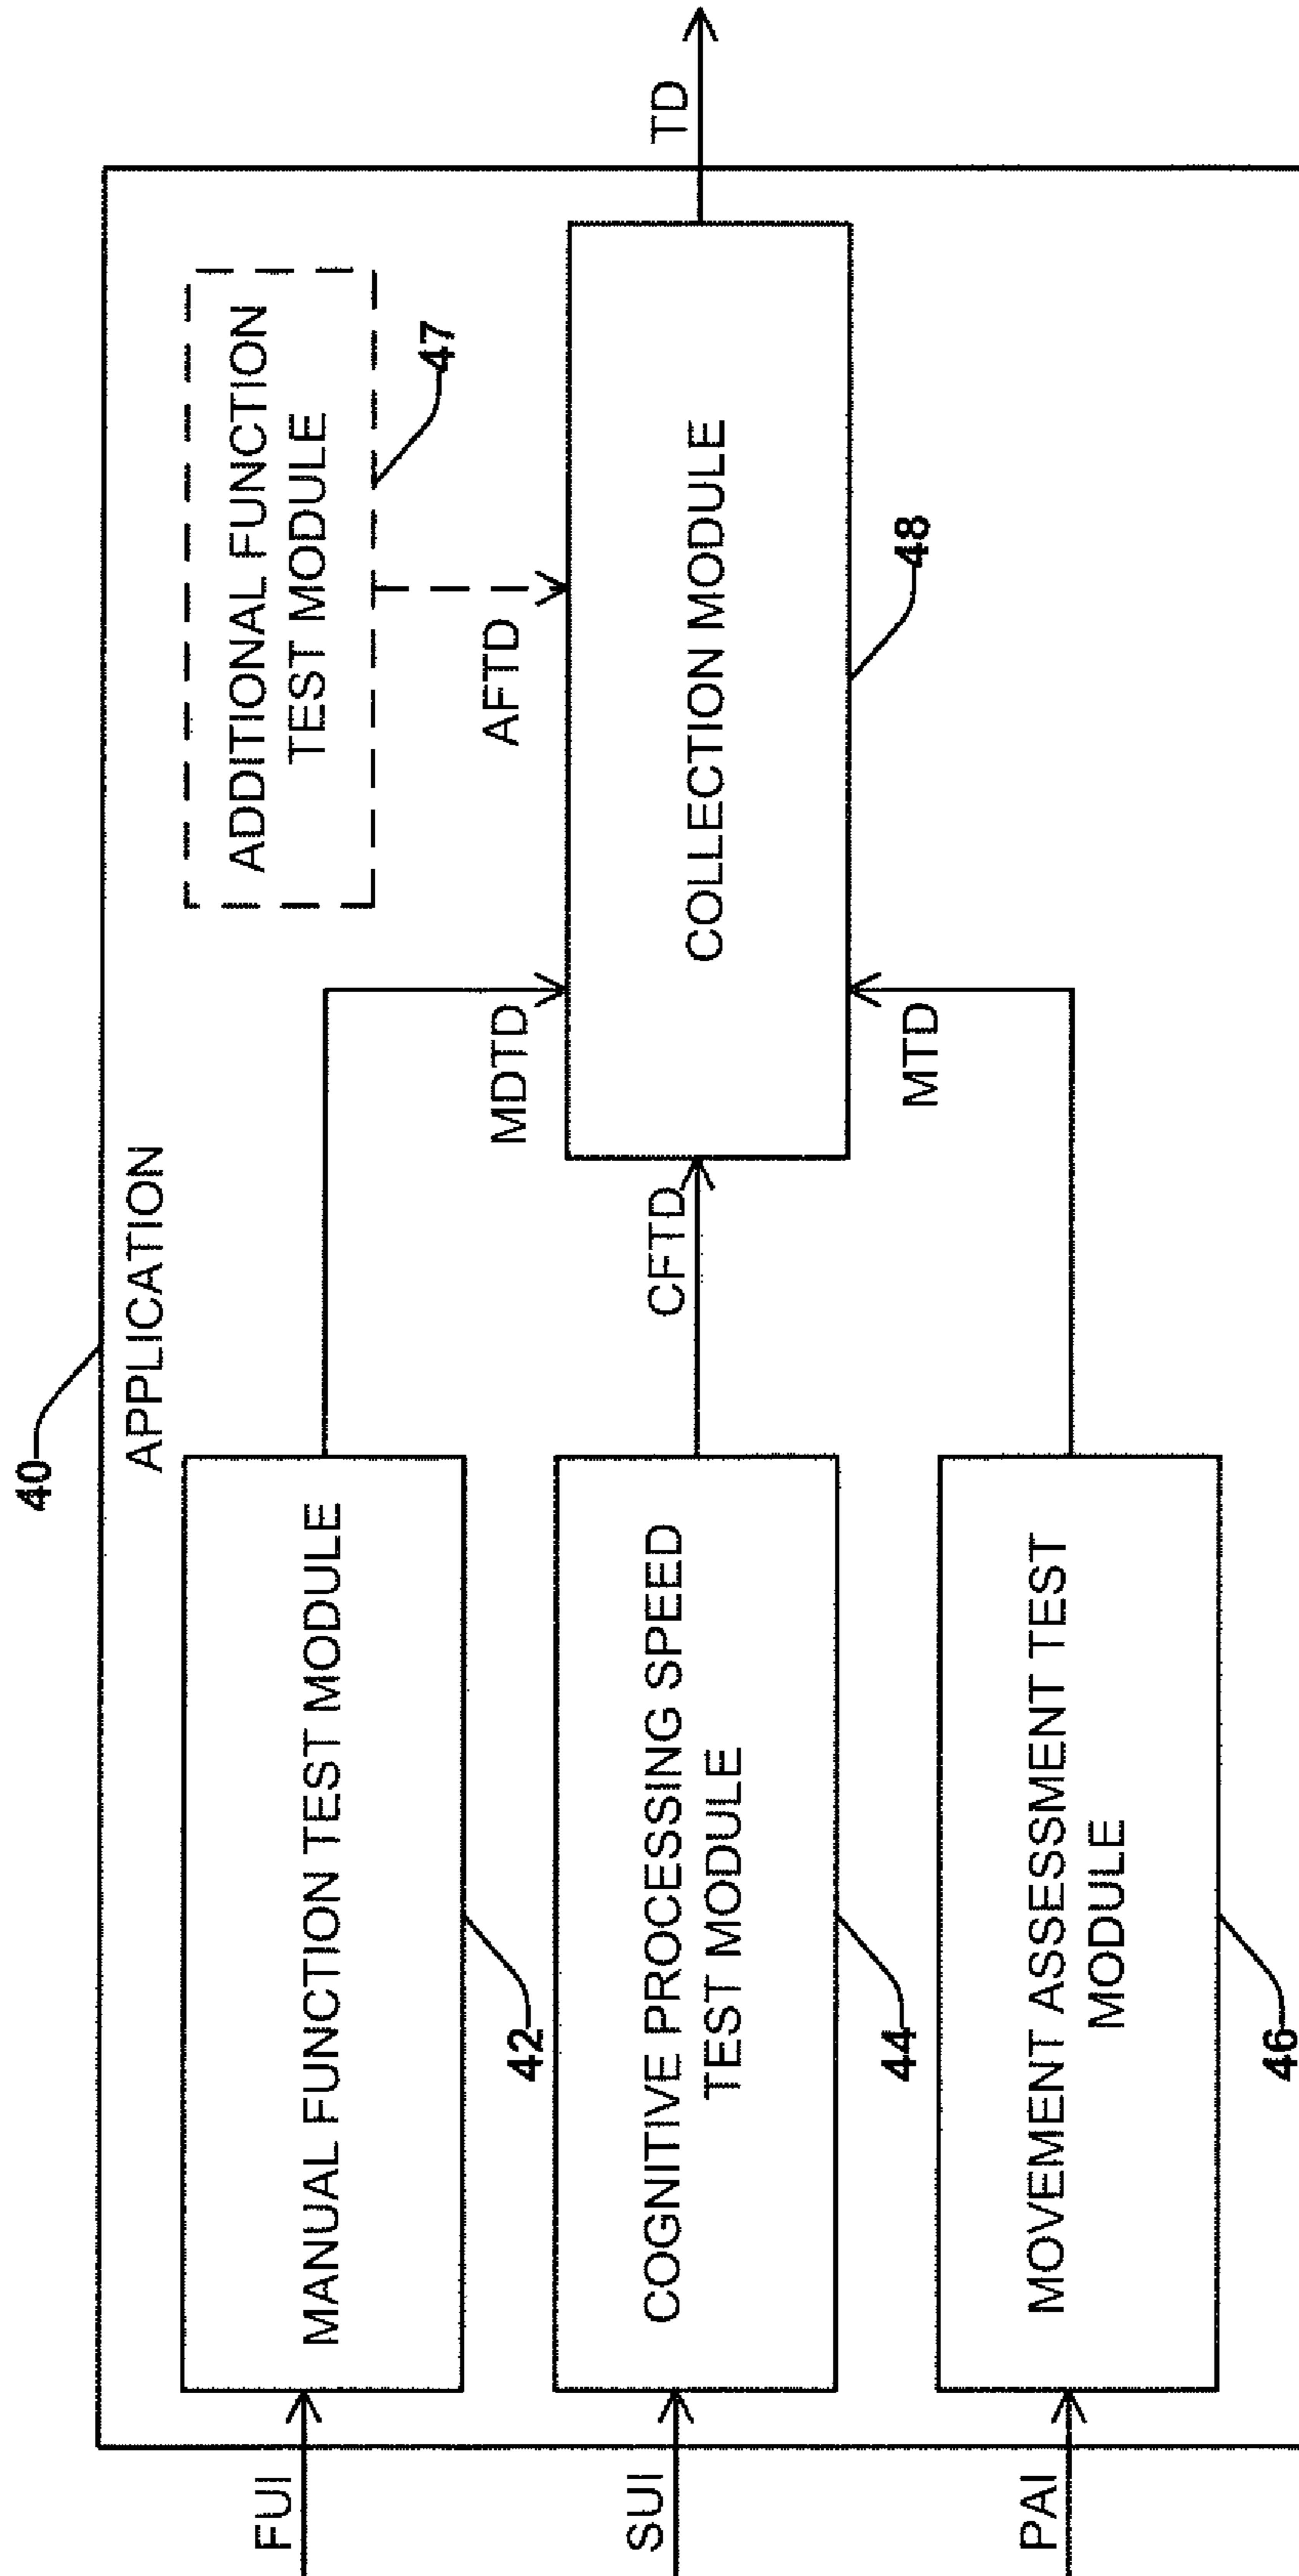 40
APPLICATION
FUI
MANUAL FUNCTION TEST MODULE
42
MDTD
ADDITIONAL FUNCTION
TEST MODULE
47
AFTD
SUI
COGNITIVE PROCESSING SPEED
TEST MODULE
44
CFTD
COLLECTION MODULE
48
TD
PAI
MOVEMENT ASSESSMENT TEST
MODULE
46
MTD